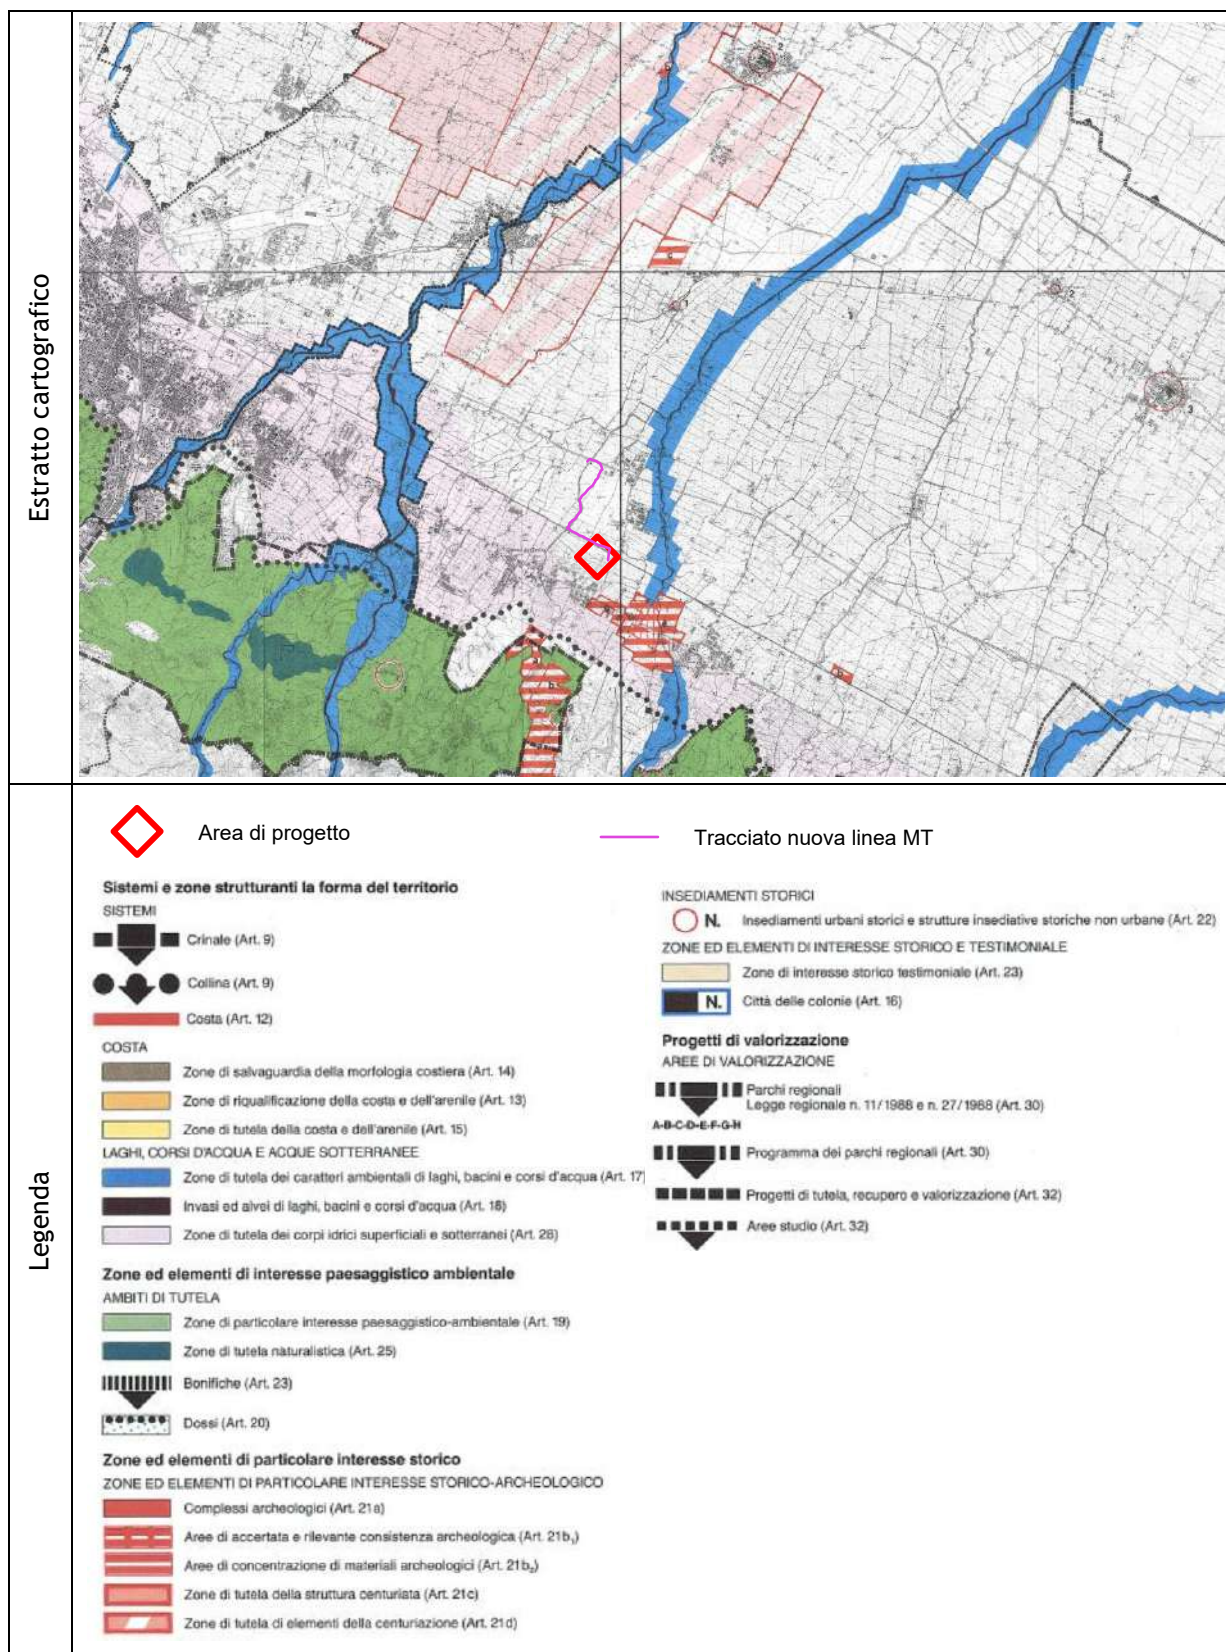 Estratto cartografico
2
1
2
3
Legenda
Area di progetto
Tracciato nuova linea MT
Sistemi e zone strutturanti la forma del territorio
SISTEMI
Crinale (Art. 9)
Collina (Art. 9)
Costa (Art. 12)
COSTA
Zone di salvaguardia della morfologia costiera (Art. 14)
Zone di riqualificazione della costa e dell'arenile (Art. 13)
Zone di tutela della costa e dell'arenile (Art. 15)
LAGHI, CORSI D'ACQUA E ACQUE SOTTERRANEE
Zone di tutela dei caratteri ambientali di laghi, bacini e corsi d'acqua (Art. 17)
Invasi ed alvei di laghi, bacini e corsi d'acqua (Art. 18)
Zone di tutela dei corpi idrici superficiali e sotterranei (Art. 28)
Zone ed elementi di interesse paesaggistico ambientale
AMBITI DI TUTELA
Zone di particolare interesse paesaggistico-ambientale (Art. 19)
Zone di tutela naturalistica (Art. 25)
Bonifiche (Art. 23)
Dossi (Art. 20)
Zone ed elementi di particolare interesse storico
ZONE ED ELEMENTI DI PARTICOLARE INTERESSE STORICO-ARCHEOLOGICO
Complessi archeologici (Art. 21a)
Aree di accertata e rilevante consistenza archeologica (Art. 21b₁)
Aree di concentrazione di materiali archeologici (Art. 21b₂)
Zone di tutela della struttura centuriata (Art. 21c)
Zone di tutela di elementi della centuriazione (Art. 21d)
INSEDIAMENTI STORICI
N. Insediamenti urbani storici e strutture insediative storiche non urbane (Art. 22)
ZONE ED ELEMENTI DI INTERESSE STORICO E TESTIMONIALE
Zone di interesse storico testimoniale (Art. 23)
N. Città delle colonie (Art. 16)
Progetti di valorizzazione
AREE DI VALORIZZAZIONE
Parchi regionali
Legge regionale n. 11/1988 e n. 27/1988 (Art. 30)
A-B-C-D-E-F-G-H
Programma dei parchi regionali (Art. 30)
Progetti di tutela, recupero e valorizzazione (Art. 32)
Aree studio (Art. 32)